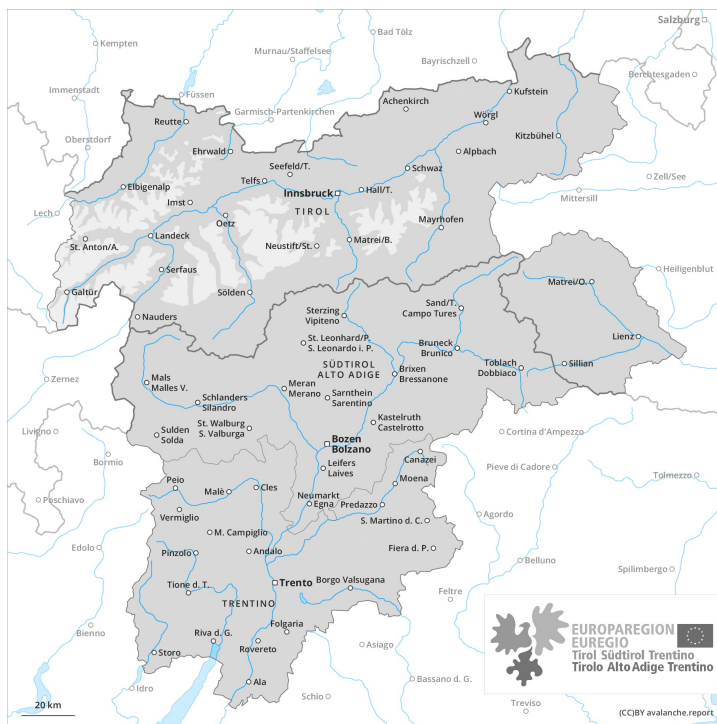 Salzburg
Kempten
Bad Tölz
Murnau/Staffelsee
Bayrischzell
Berchtesgaden
Immenstadt
Füssen
Garmisch-Partenkirchen
Achenkirch
Kufstein
Reutte
Wörgl
Oberstdorf
Ehrwald
Kitzbühel
Alpbach
Seefeld/T.
Schwaz
Telfs
Zell/See
Elbigenalp
Innsbruck
Hall/T.
Mittersill
Imst
TIROL
Lech
Oetz
Mayrhofen
St. Anton/A.
Landeck
Neustift/St.
Matrei/B.
Serfaus
Heiligenblut
Galtür
Sölden
Matrei/O.
Nauders
Sterzing
Vipiteno
Sand/T.
Campo Tures
St. Leonhard/P.
S. Leonardo i. P.
Lienz
Bruneck
Brunico
SÜDTIROL
ALTO ADIGE
Toblach
Dobbiaco
Sillian
Brixen
Bressanone
Zernez
Mals
Malles V.
Meran
Merano
Sarnthein
Sarentino
Schlanders
Silandro
Kastelruth
Castelrotto
St. Walburg
S. Valburga
Sulden
Solda
Livigno
Cortina d'Ampezzo
Bozen
Bolzano
Bormio
Canazei
Leifers
Laives
Pieve di Cadore
Tolmezzo
Peio
Malè
Cles
Moena
Poschiavo
Neumarkt
Egna
Predazzo
Vermiglio
Agordo
S. Martino d. C.
M. Campiglio
Edolo
Pinzolo
Andalo
Fiera d. P.
Belluno
Spilimbergo
Tione d. T.
Trento
Borgo Valsugana
Feltre
TRENTINO
Folgaria
Bienno
Riva d. G.
Rovereto
Asiago
Storo
Idro
Ala
Schio
Bassano d. G.
Treviso
EUROPAREGION
EUREGIO
Tirol Südtirol Trentino
Tirolo Alto Adige Trentino
20 km
(CC)BY avalanche.report